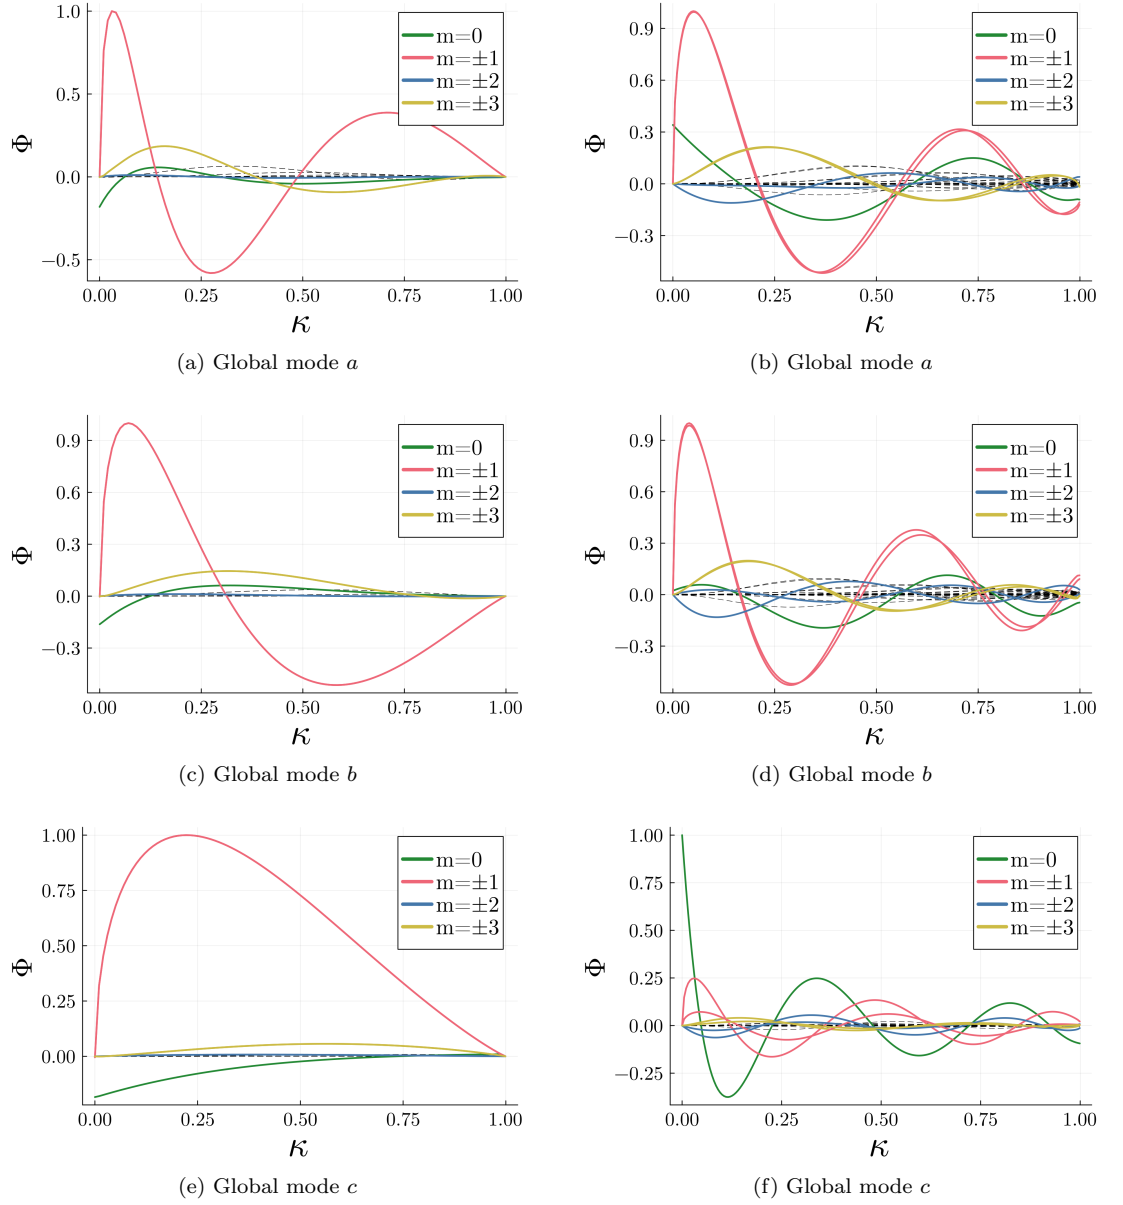 1.0
0.5
0.0
−0.5
Φ
m=0
m=±1
m=±2
m=±3
0.00 0.25 0.50 0.75 1.00
κ
(a) Global mode a
0.9
0.6
0.3
0.0
−0.3
Φ
m=0
m=±1
m=±2
m=±3
0.00 0.25 0.50 0.75 1.00
κ
(b) Global mode a
0.9
0.6
0.3
0.0
−0.3
Φ
m=0
m=±1
m=±2
m=±3
0.00 0.25 0.50 0.75 1.00
κ
(c) Global mode b
0.9
0.6
0.3
0.0
−0.3
Φ
m=0
m=±1
m=±2
m=±3
0.00 0.25 0.50 0.75 1.00
κ
(d) Global mode b
1.00
0.75
0.50
0.25
0.00
Φ
m=0
m=±1
m=±2
m=±3
0.00 0.25 0.50 0.75 1.00
κ
(e) Global mode c
1.00
0.75
0.50
0.25
0.00
−0.25
Φ
m=0
m=±1
m=±2
m=±3
0.00 0.25 0.50 0.75 1.00
κ
(f) Global mode c